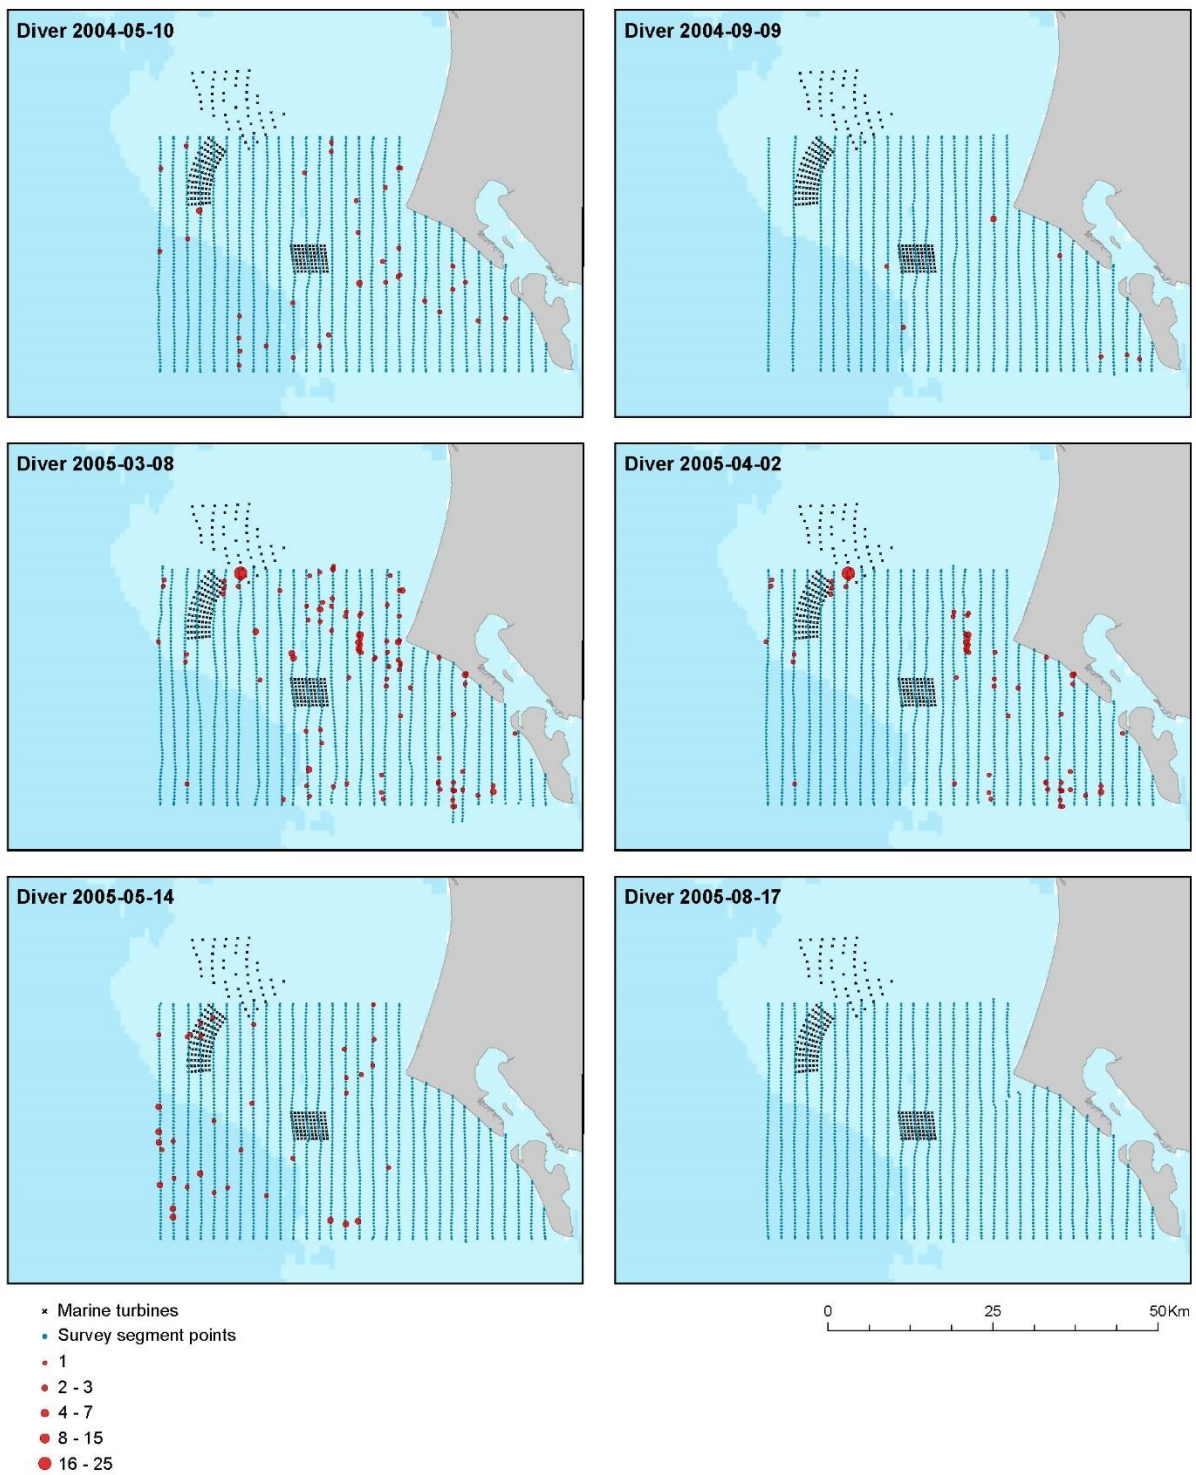 Diver 2004-05-10
Diver 2004-09-09
Diver 2005-03-08
Diver 2005-04-02
Diver 2005-05-14
Diver 2005-08-17
Marine turbines
Survey segment points
1
2 - 3
4 - 7
8 - 15
16 - 25
0 25 50Km